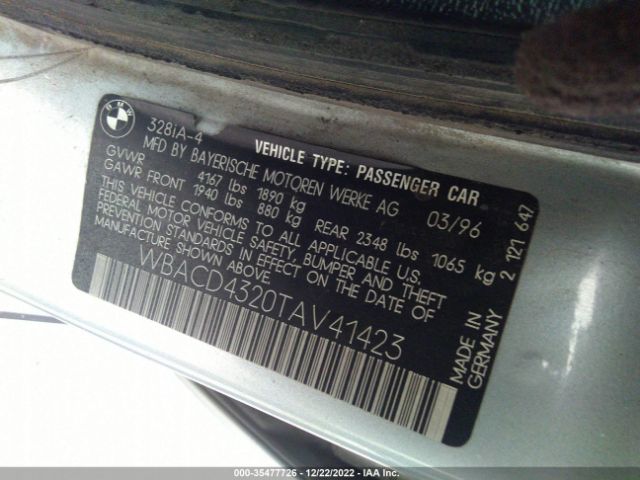 BMW
328iA-4
VEHICLE TYPE: PASSENGER CAR
MFD BY BAYERISCHE MOTOREN WERKE AG 03/96
GVWR 4167 lbs 1890 kg
GAWR FRONT 1940 lbs 880 kg REAR 2348 lbs 1065 kg
THIS VEHICLE CONFORMS TO ALL APPLICABLE U.S.
FEDERAL MOTOR VEHICLE SAFETY, BUMPER AND THEFT
PREVENTION STANDARDS IN EFFECT ON THE DATE OF
MANUFACTURE SHOWN ABOVE.
WBACD4320TAV41423
MADE IN
GERMANY
2 121 647
000-35477726 - 12/22/2022 - IAA Inc.